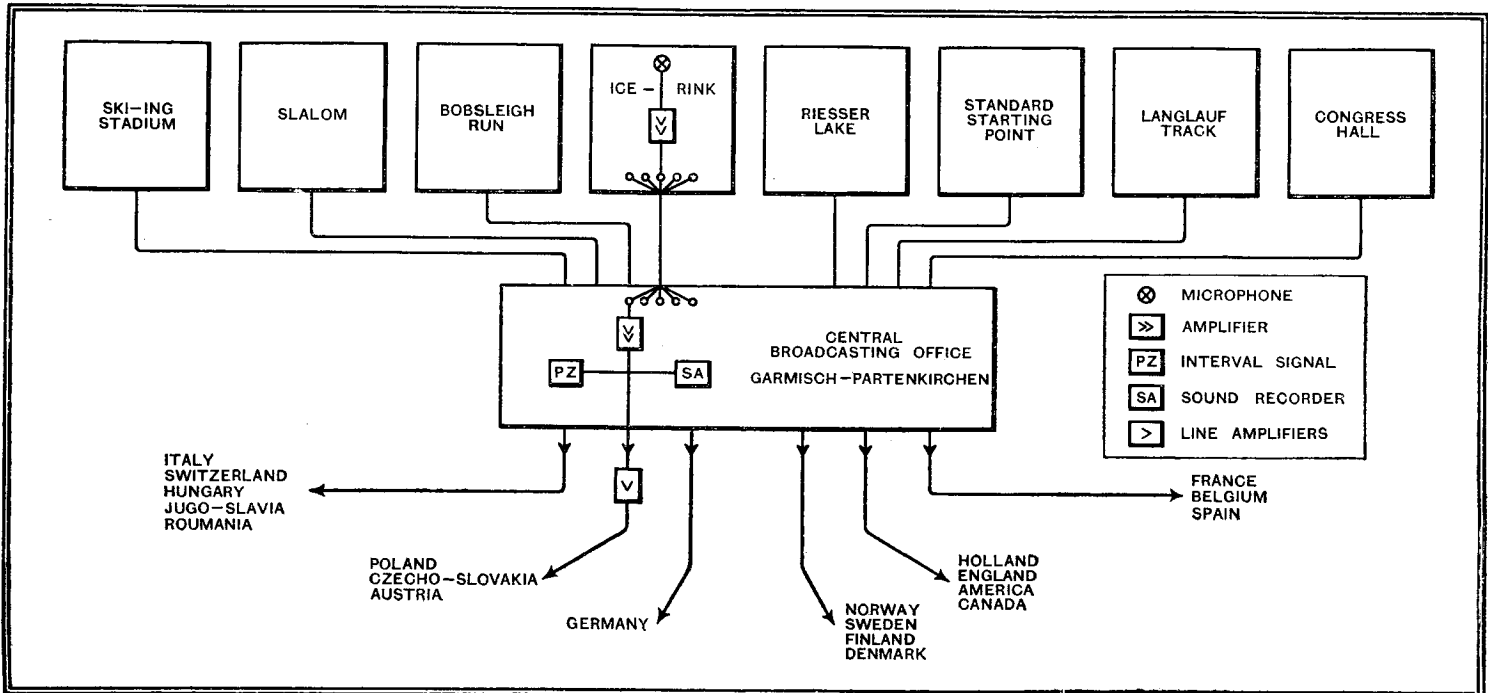 SKI-ING
STADIUM
SLALOM
BOBSLEIGH
RUN
ICE - RINK
RIESSER
LAKE
STANDARD
STARTING
POINT
LANGLAUF
TRACK
CONGRESS
HALL
CENTRAL
BROADCASTING OFFICE
GARMISCH-PARTENKIRCHEN
PZ
SA
MICROPHONE
AMPLIFIER
PZ INTERVAL SIGNAL
SA SOUND RECORDER
LINE AMPLIFIERS
ITALY
SWITZERLAND
HUNGARY
JUGO-SLAVIA
ROUMANIA
POLAND
CZECHO-SLOVAKIA
AUSTRIA
GERMANY
NORWAY
SWEDEN
FINLAND
DENMARK
HOLLAND
ENGLAND
AMERICA
CANADA
FRANCE
BELGIUM
SPAIN